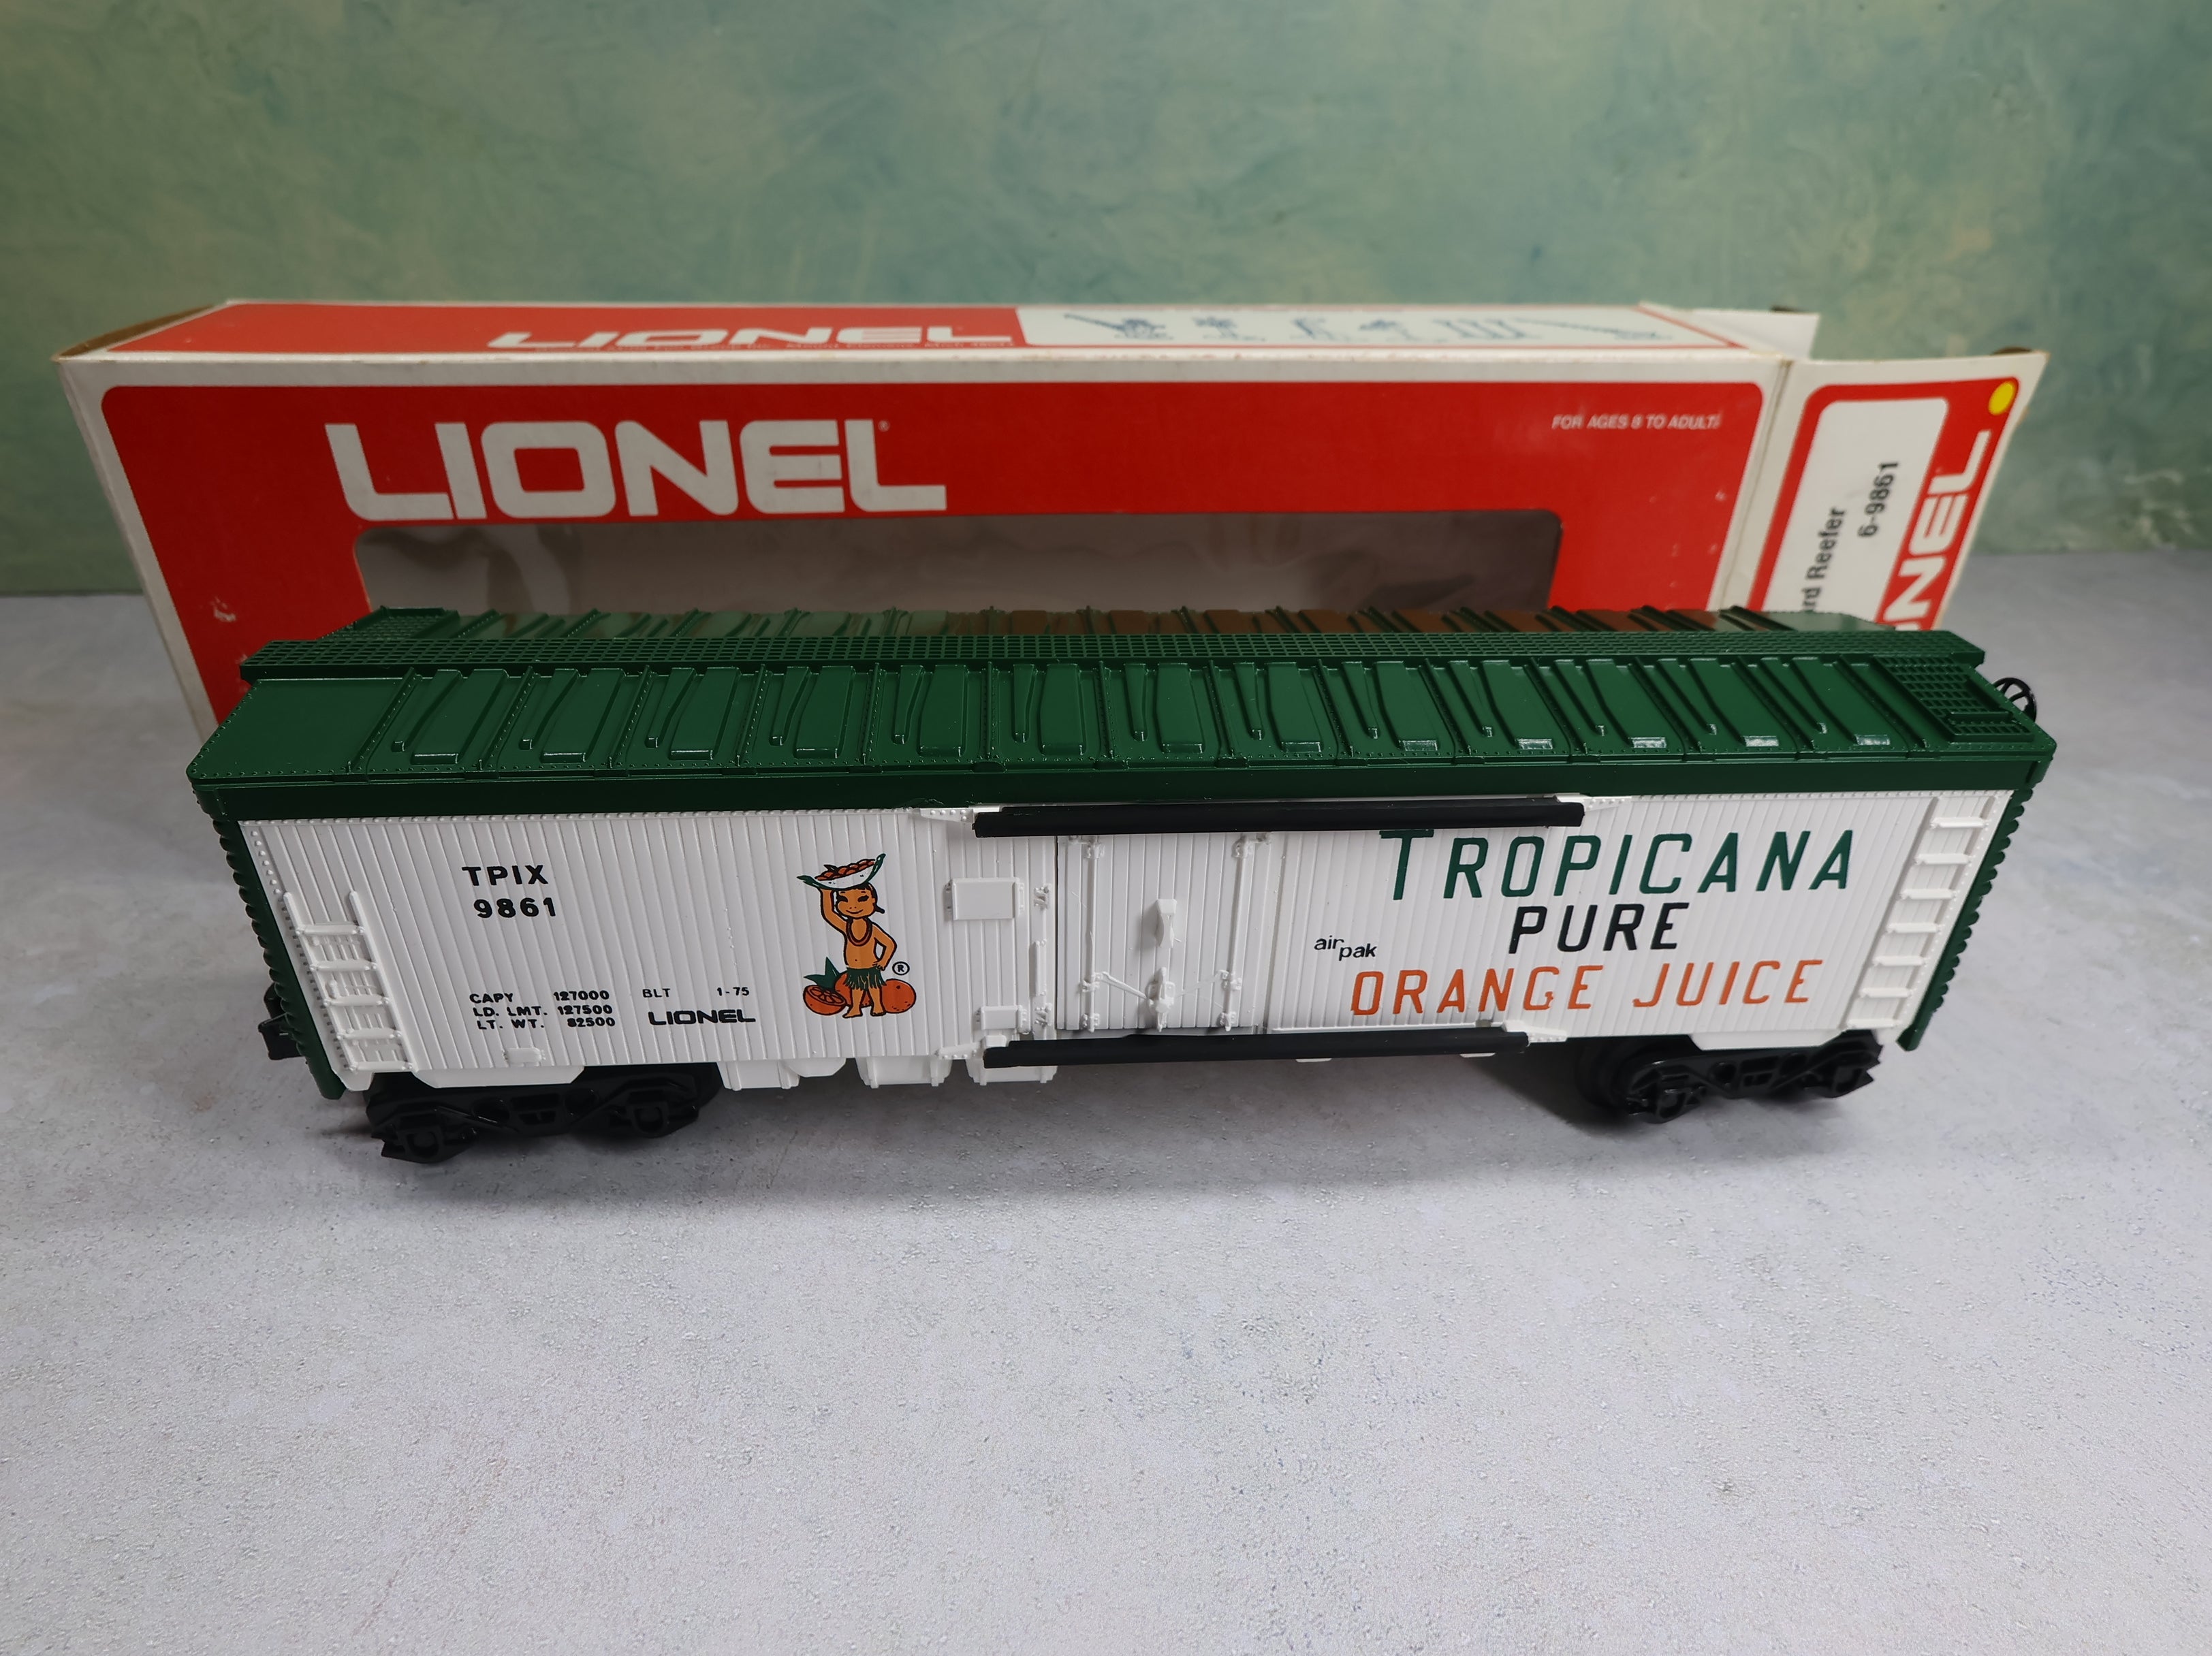 LIONEL
LIONEL®
FOR AGES 8 TO ADULT
rd Reefer
6-9861
NEL
TPIX
9861
CAPY 127000
LD. LMT. 127500
LT. WT. 82500
BLT 1-75
LIONEL
®
TROPICANA
PURE
air pak
ORANGE JUICE